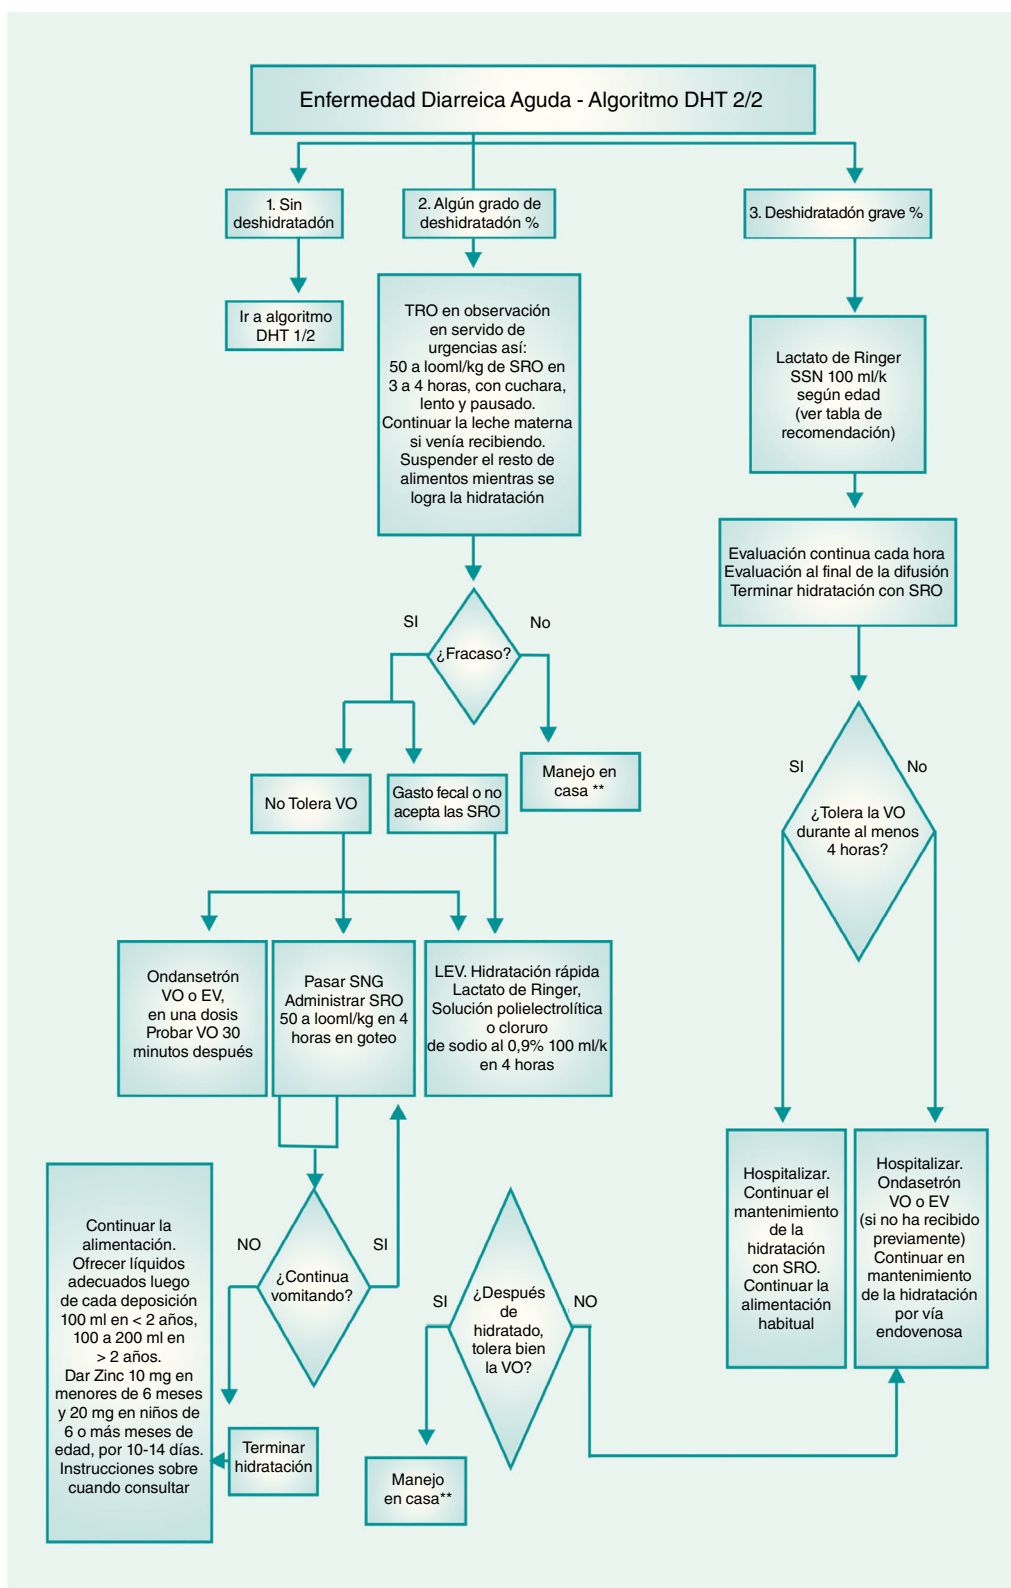 Enfermedad Diarreica Aguda - Algoritmo DHT 2/2
1. Sin
deshidratadón
2. Algún grado de
deshidratadón %
3. Deshidratadón grave %
Ir a algoritmo
DHT 1/2
TRO en observación
en servido de
urgencias así:
50 a looml/kg de SRO en
3 a 4 horas, con cuchara,
lento y pausado.
Continuar la leche materna
si venía recibiendo.
Suspender el resto de
alimentos mientras se
logra la hidratación
Lactato de Ringer
SSN 100 ml/k
según edad
(ver tabla de
recomendación)
Evaluación continua cada hora
Evaluación al final de la difusión
Terminar hidratación con SRO
SI
No
¿Fracaso?
No Tolera VO
Gasto fecal o no
acepta las SRO
Manejo en
casa **
SI
No
¿Tolera la VO
durante al menos
4 horas?
Ondansetrón
VO o EV,
en una dosis
Probar VO 30
minutos después
Pasar SNG
Administrar SRO
50 a looml/kg en 4
horas en goteo
LEV. Hidratación rápida
Lactato de Ringer,
Solución polielectrolítica
o cloruro
de sodio al 0,9% 100 ml/k
en 4 horas
Continuar la
alimentación.
Ofrecer líquidos
adecuados luego
de cada deposición
100 ml en < 2 años,
100 a 200 ml en
> 2 años.
Dar Zinc 10 mg en
menores de 6 meses
y 20 mg en niños de
6 o más meses de
edad, por 10-14 días.
Instrucciones sobre
cuando consultar
NO
SI
¿Continua
vomitando?
Terminar
hidratación
SI
NO
¿Después
de
hidratado,
tolera bien
la VO?
Manejo
en casa**
Hospitalizar.
Continuar el
mantenimiento
de la
hidratación
con SRO.
Continuar la
alimentación
habitual
Hospitalizar.
Ondasetrón
VO o EV
(si no ha recibido
previamente)
Continuar en
mantenimiento
de la hidratación
por vía
endovenosa